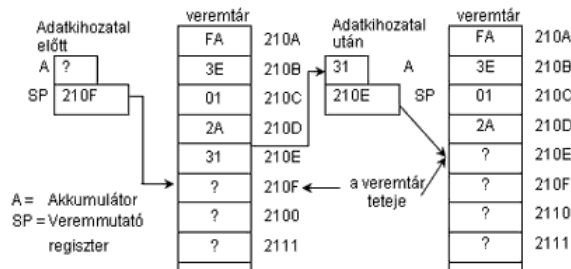 Adatkihozatal
előtt
A ?
SP 210F
A = Akkumulátor
SP = Veremmutató
regiszter
veremtár
FA 210A
3E 210B
01 210C
2A 210D
31 210E
? 210F
? 2100
? 2111
Adatkihozatal
után
31 A
210E SP
a veremtár
teteje
veremtár
FA 210A
3E 210B
01 210C
2A 210D
? 210E
? 210F
? 2110
? 2111